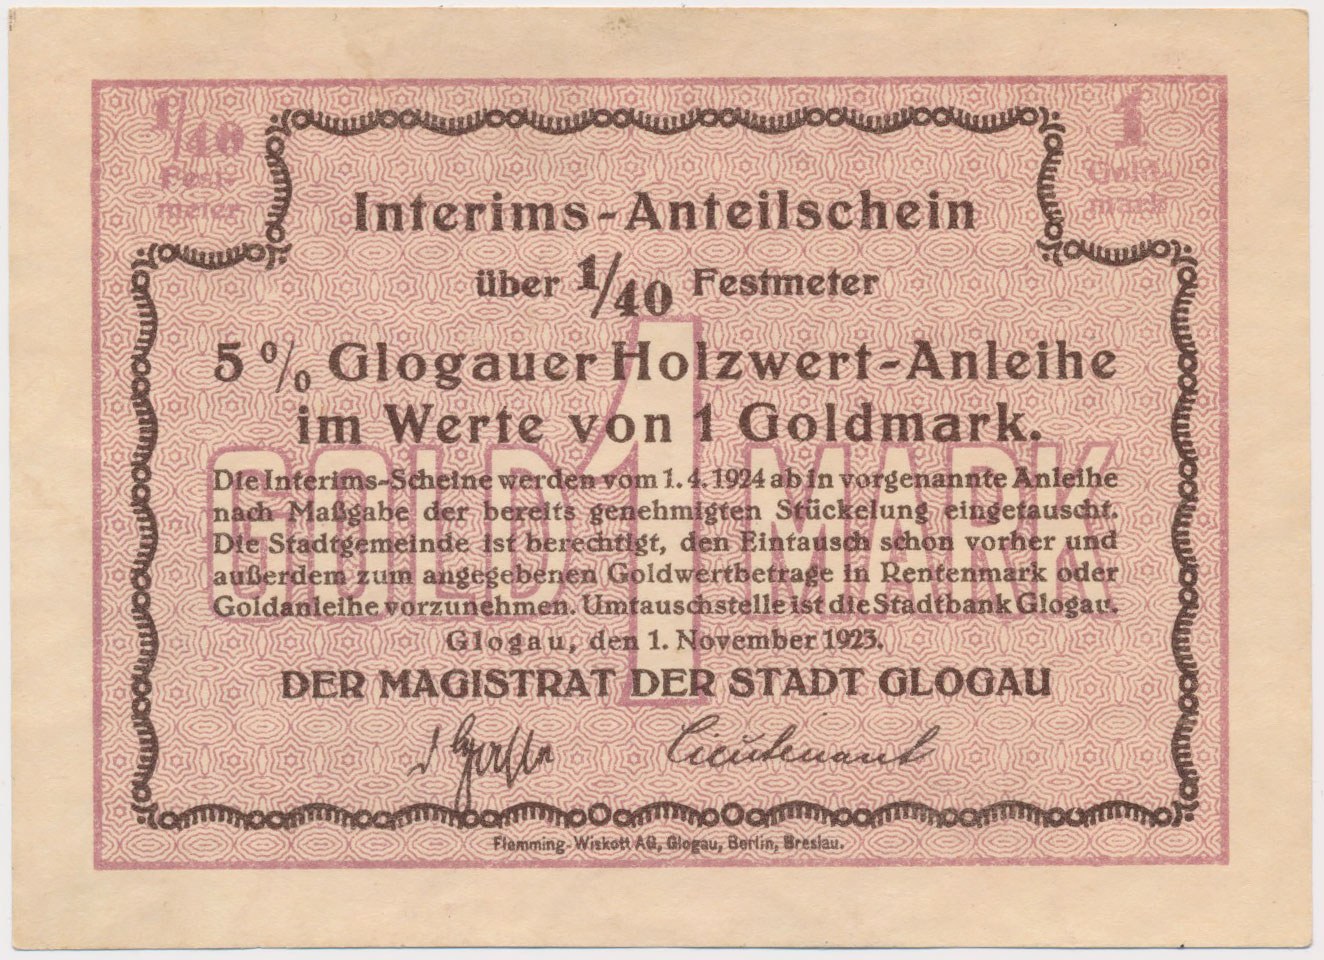 1/40
Fest-
meter
1
Gold-
mark
Interims-Anteilschein
über 1/40 Festmeter
5% Glogauer Holzwert-Anleihe
im Werte von 1 Goldmark.
GOLD 1 MARK
Die Interims-Scheine werden vom 1.4.1924 ab in vorgenannte Anleihe
nach Maßgabe der bereits genehmigten Stückelung eingetauscht.
Die Stadtgemeinde ist berechtigt, den Eintausch schon vorher und
außerdem zum angegebenen Goldwertbetrage in Rentenmark oder
Goldanleihe vorzunehmen. Umtauschstelle ist die Stadtbank Glogau.
Glogau, den 1. November 1923.
DER MAGISTRAT DER STADT GLOGAU
Lieutenant
Flemming-Wiskott AG, Glogau, Berlin, Breslau.